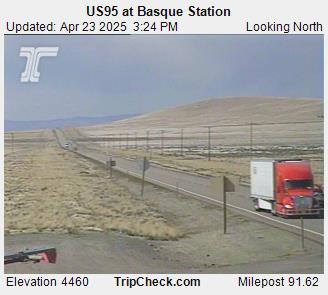 US95 at Basque Station
Updated: Apr 23 2025  3:24 PM  Looking North
Elevation 4460  TripCheck.com  Milepost 91.62